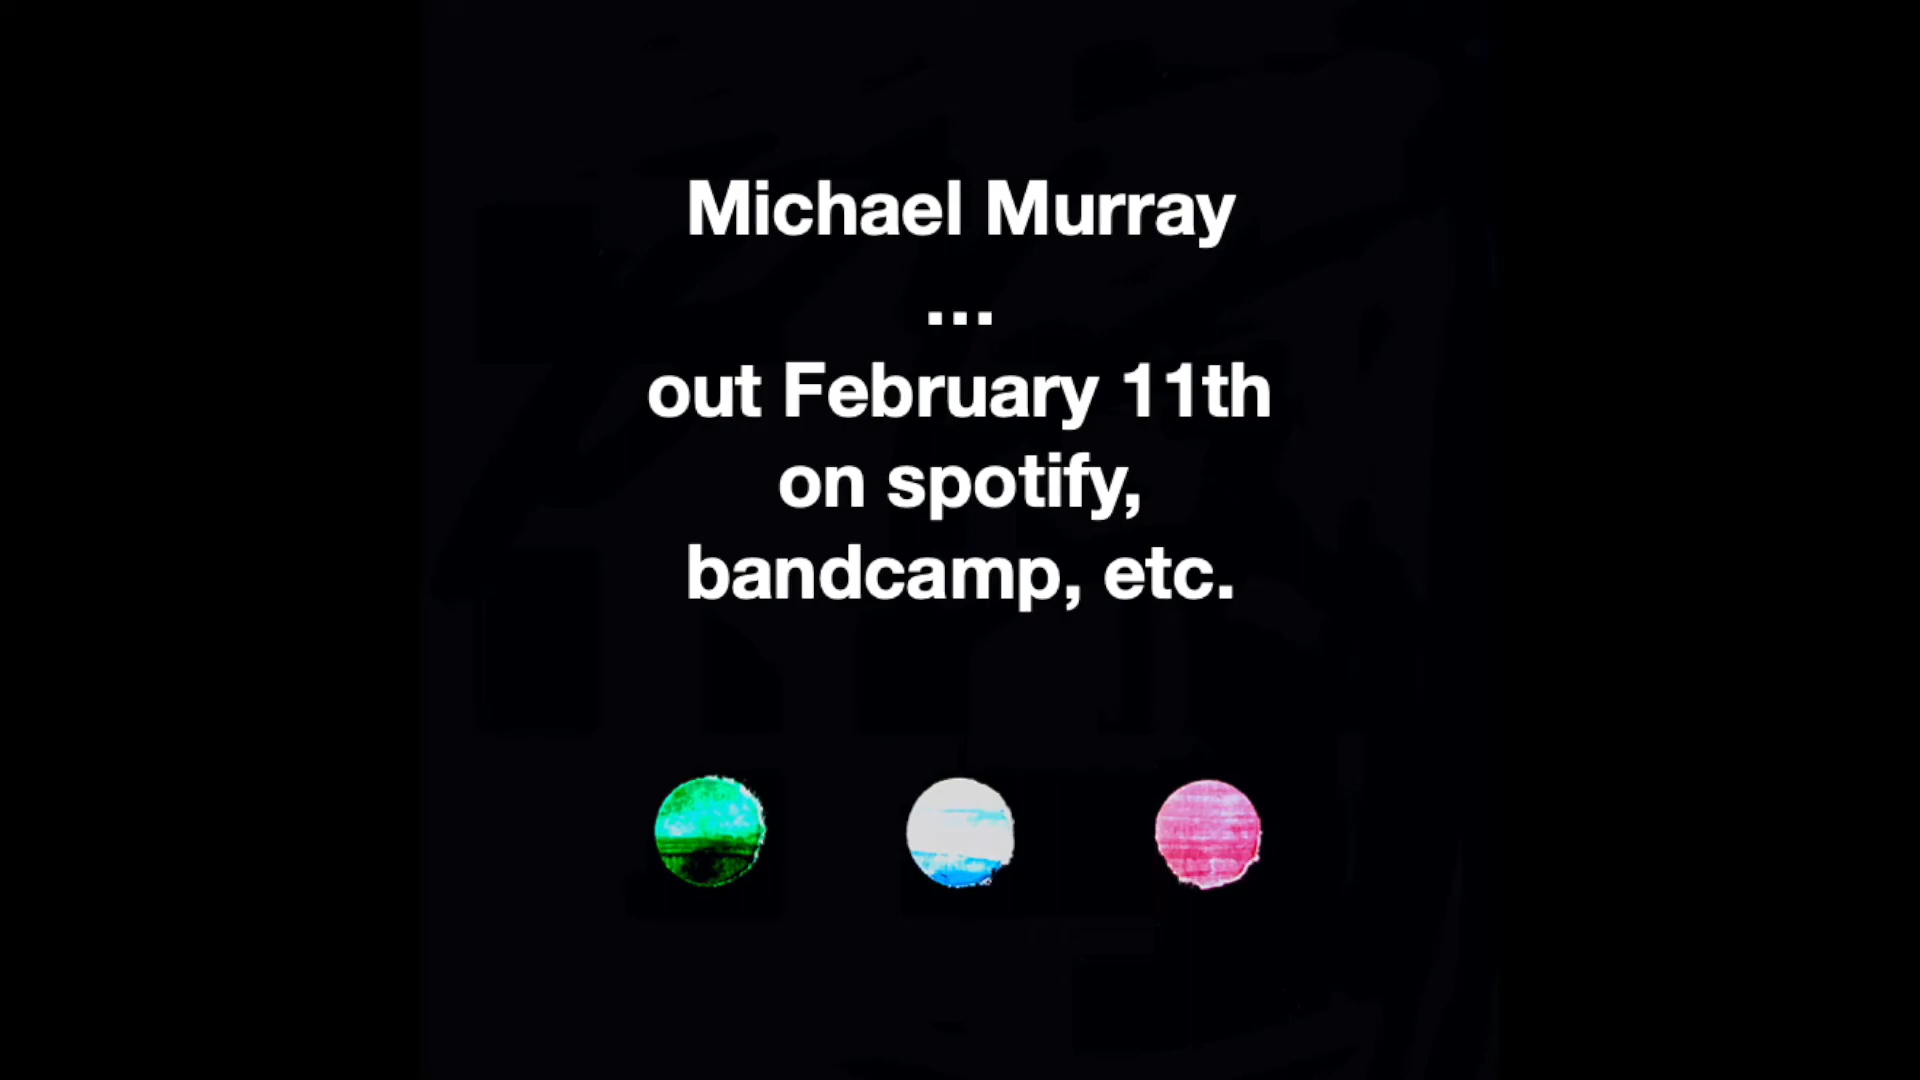 Michael Murray
...
out February 11th
on spotify,
bandcamp, etc.